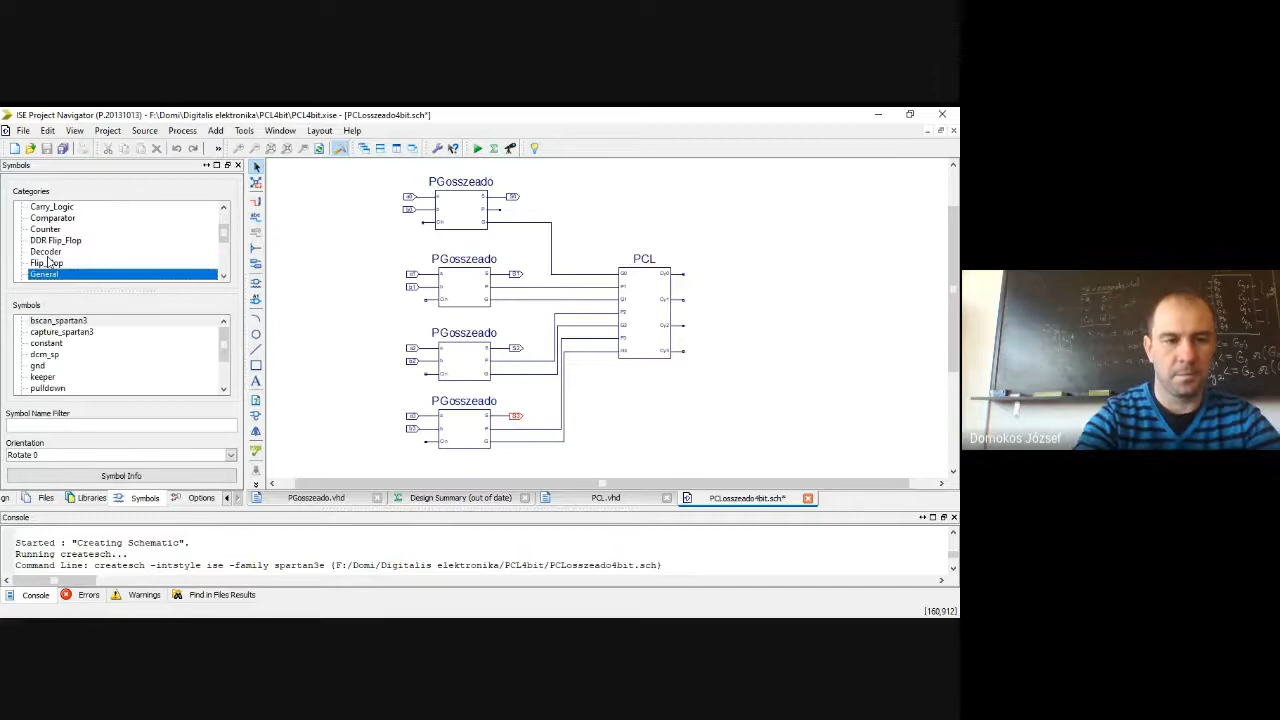 ISE Project Navigator (P.20131013) - F:\Domi\Digitalis elektronika\PCL4bit\PCL4bit.xise - [PCLosszeado4bit.sch*]
File Edit View Project Source Process Add Tools Window Layout Help
Symbols
Categories
Carry_Logic
Comparator
Counter
DDR Flip_Flop
Decoder
Flip_Flop
General
Symbols
bscan_spartan3
capture_spartan3
constant
dcm_sp
gnd
keeper
pulldown
Symbol Name Filter
Orientation
Rotate 0
Symbol Info
Files Libraries Symbols Options
PGosszeado
PGosszeado
PGosszeado
PGosszeado
PCL
PGosszeado.vhd Design Summary (out of date) PCL.vhd PCLosszeado4bit.sch*
Console
Started : "Creating Schematic".
Running createsch...
Command Line: createsch -intstyle ise -family spartan3e {F:/Domi/Digitalis elektronika/PCL4bit/PCLosszeado4bit.sch}
Console Errors Warnings Find in Files Results
[160,912]
Domokos József